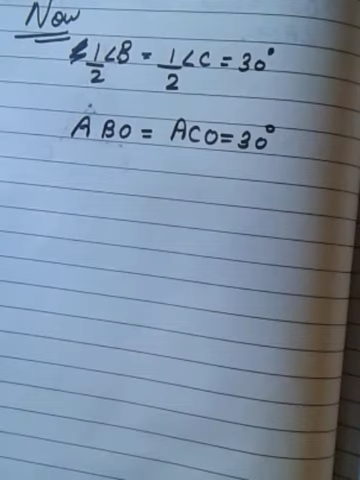 Now
1/2 ∠B = 1/2 ∠C = 30°
ABO = ACO = 30°